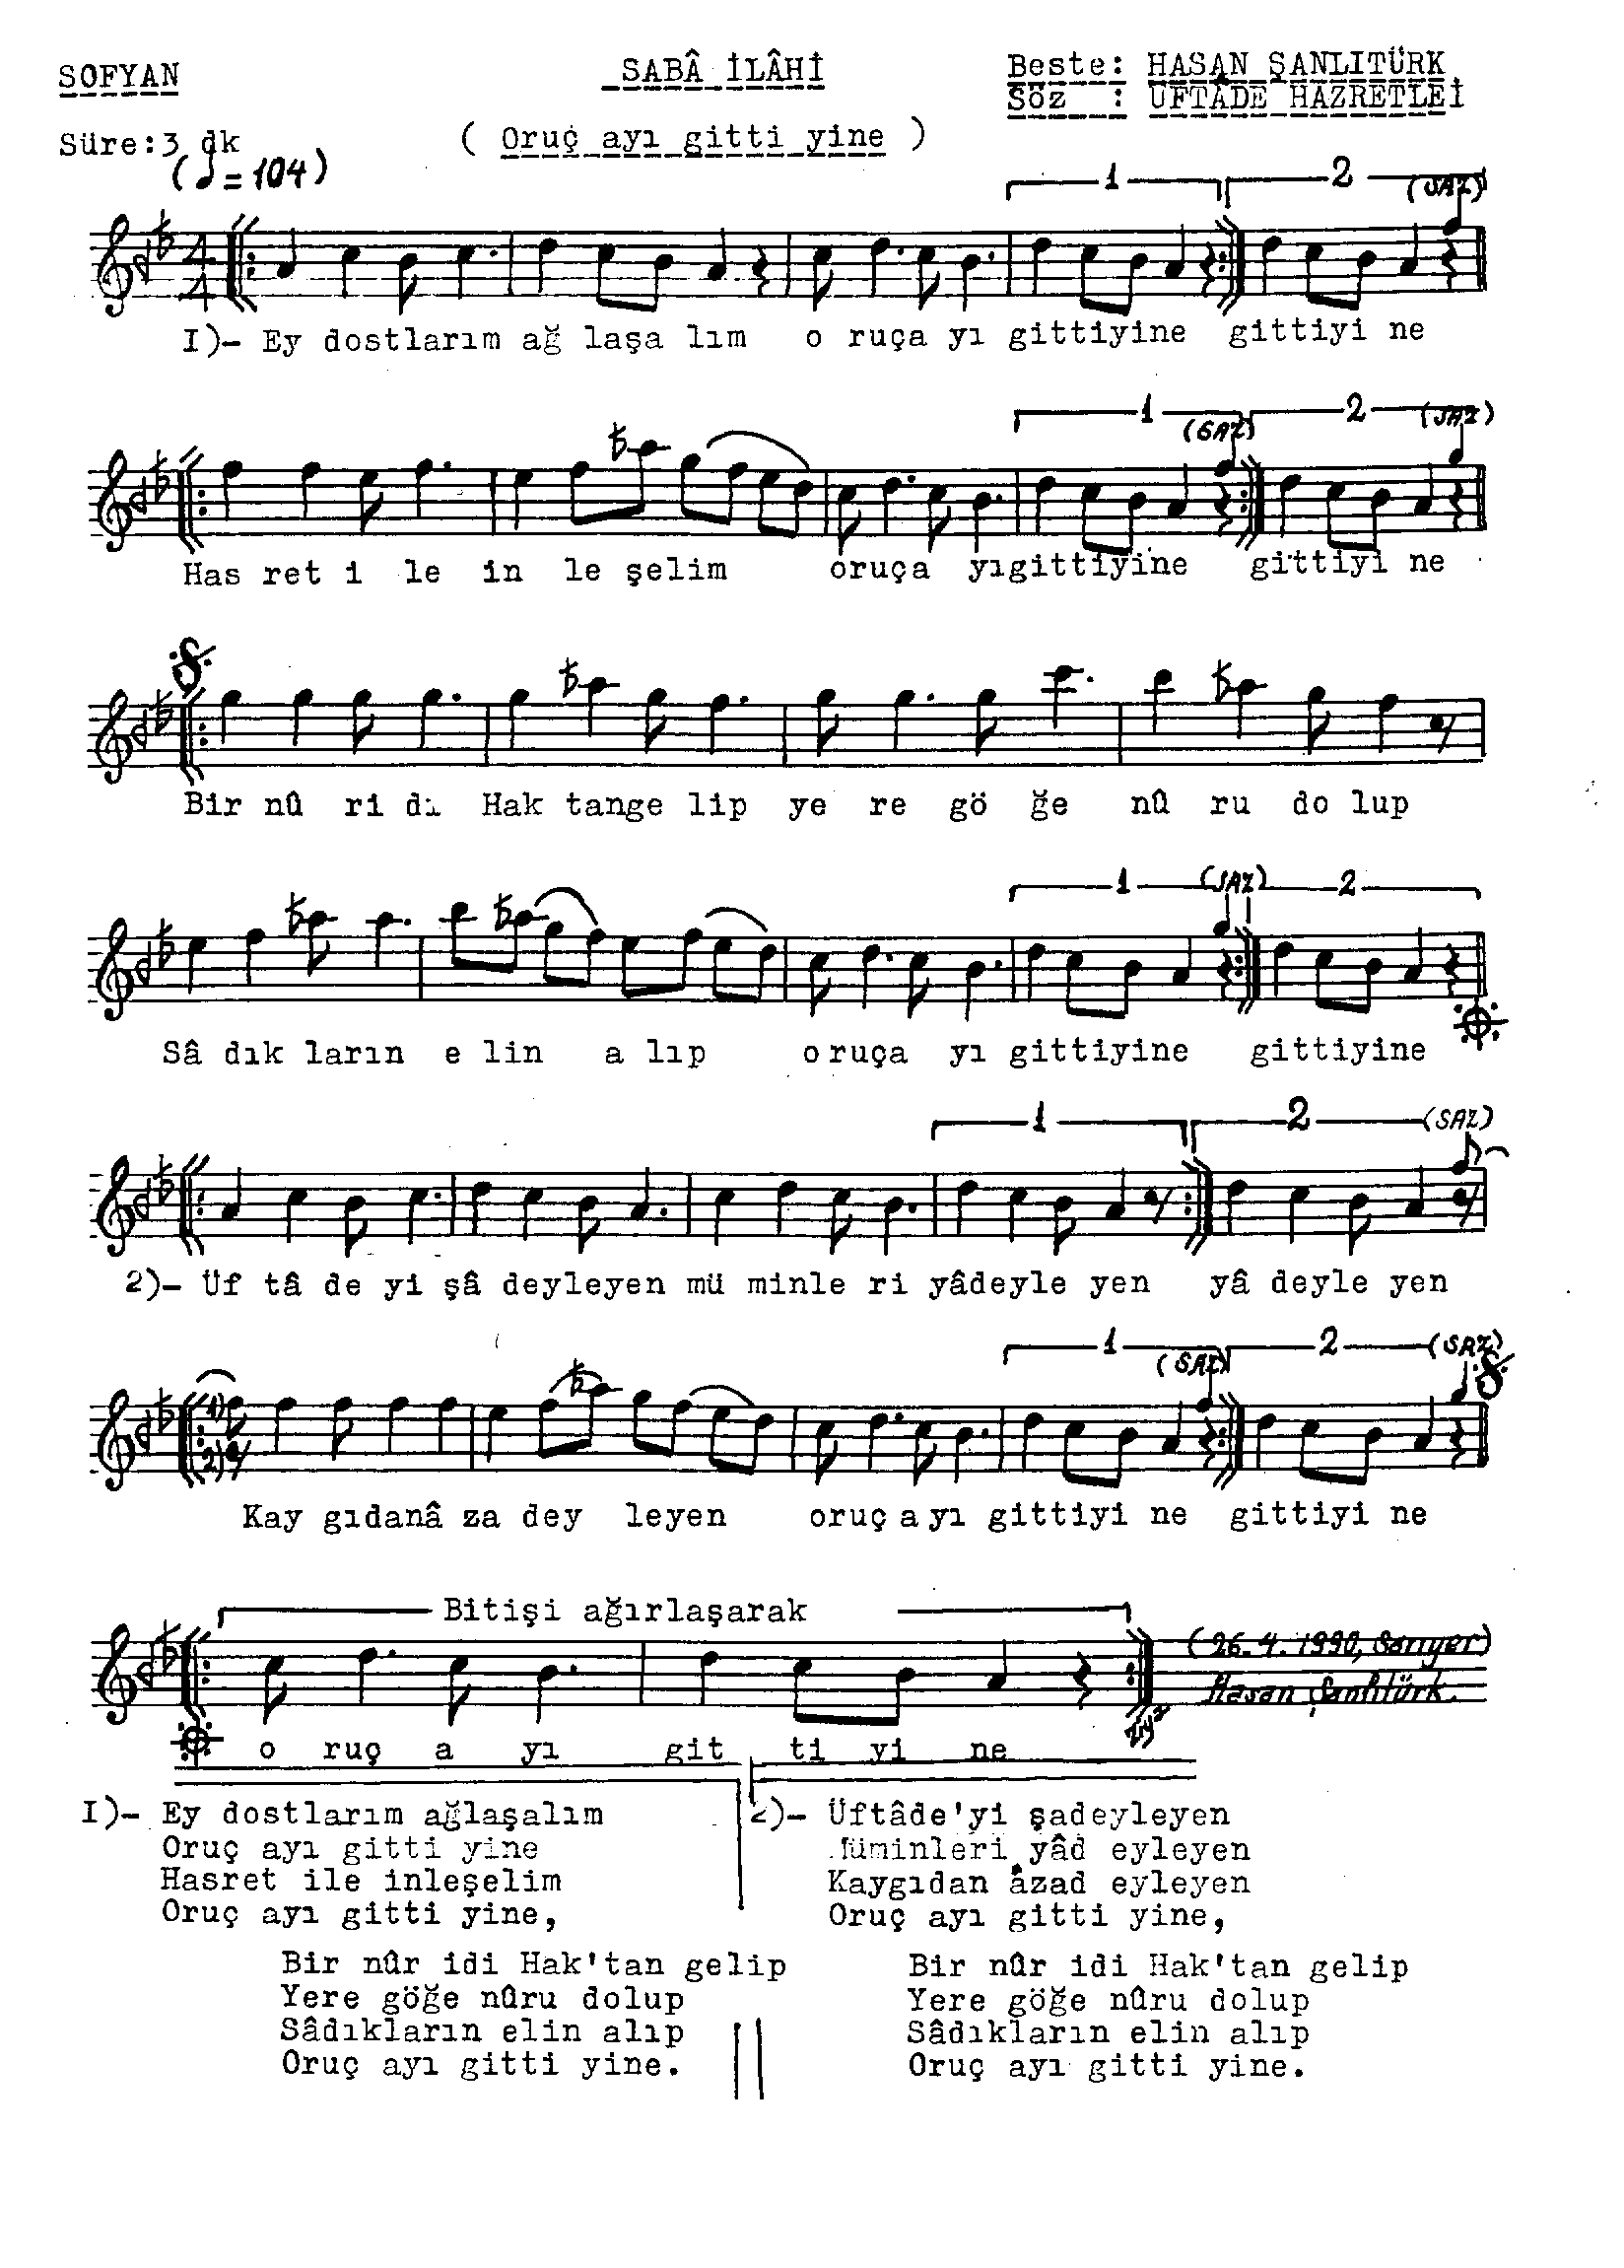 SOFYAN
SABÂ İLÂHİ
Beste: HASAN ŞANLITÜRK
Söz : ÜFTÂDE HAZRETLEİ
Süre:3 dk
( Oruç ayı gitti yine )
(♩=104)
1 2 (SAZ)
4
4
I)- Ey dostlarım ağ laşa lım o ruça yı gittiyine gittiyi ne
1 (SAZ) 2 (SAZ)
Has ret i le in le şelim oruça yıgittiyine gittiyi ne
Bir nû ri di Hak tange lip ye re gö ğe nû ru do lup
1 (SAZ) 2
Sâ dık ların e lin a lıp oruça yı gittiyine gittiyine
1 2 (SAZ)
2)- Üf tâ de yi şâ deyleyen mü minle ri yâdeyle yen yâ deyle yen
1 (SAZ) 2 (SAZ)
1)
2)
Kay gıdanâ za dey leyen oruç a yı gittiyi ne gittiyi ne
Bitişi ağırlaşarak
(26.4.1990, Sarıyer)
Hasan Şanlıtürk
o ruç a yı git ti yi ne
I)- Ey dostlarım ağlaşalım
Oruç ayı gitti yine
Hasret ile inleşelim
Oruç ayı gitti yine,
Bir nûr idi Hak'tan gelip
Yere göğe nûru dolup
Sâdıkların elin alıp
Oruç ayı gitti yine.
2)- Üftâde'yi şadeyleyen
Müminleri yâd eyleyen
Kaygıdan âzad eyleyen
Oruç ayı gitti yine,
Bir nûr idi Hak'tan gelip
Yere göğe nûru dolup
Sâdıkların elin alıp
Oruç ayı gitti yine.